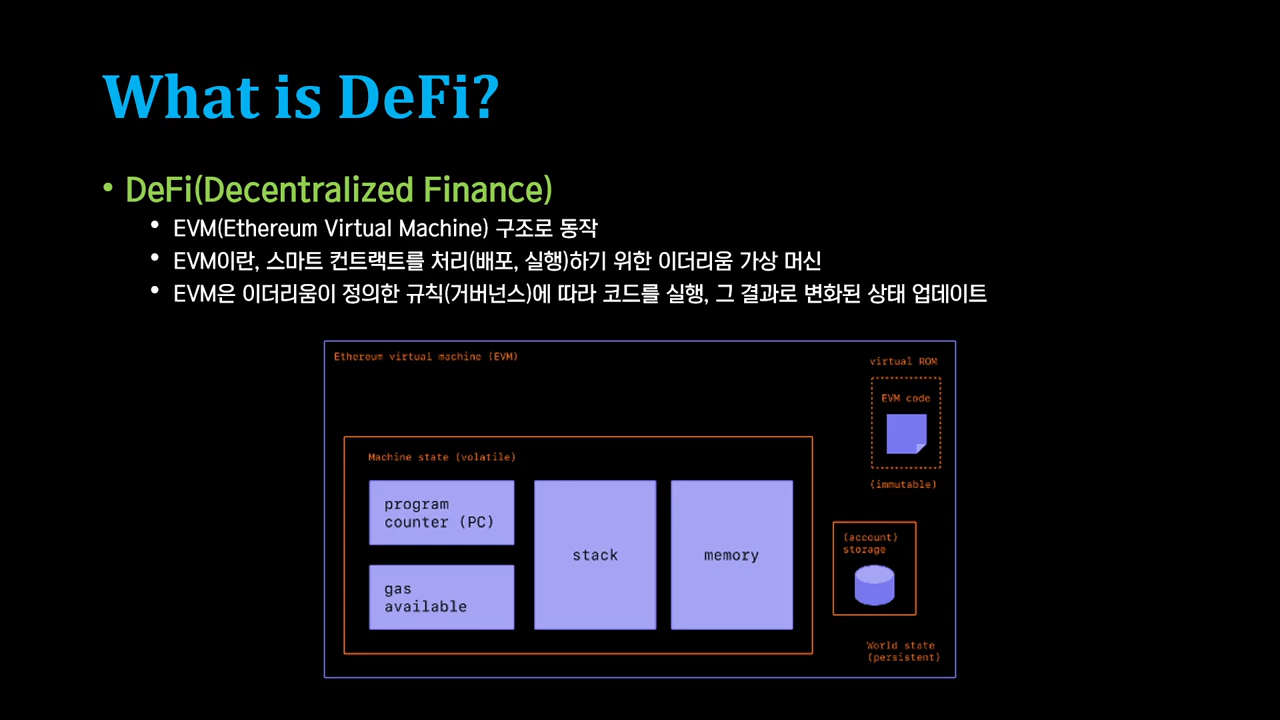 What is DeFi?
• DeFi(Decentralized Finance)
• EVM(Ethereum Virtual Machine) 구조로 동작
• EVM이란, 스마트 컨트랙트를 처리(배포, 실행)하기 위한 이더리움 가상 머신
• EVM은 이더리움이 정의한 규칙(거버넌스)에 따라 코드를 실행, 그 결과로 변화된 상태 업데이트
Ethereum virtual machine (EVM)
virtual ROM
EVM code
(immutable)
Machine state (volatile)
program
counter (PC)
gas
available
stack
memory
(account)
storage
World state
(persistent)